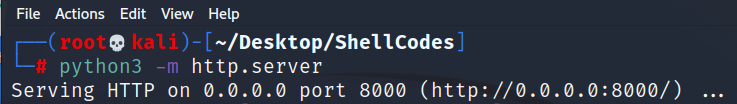 File Actions Edit View Help
┌──(root💀kali)-[~/Desktop/ShellCodes]
└─# python3 -m http.server
Serving HTTP on 0.0.0.0 port 8000 (http://0.0.0.0:8000/) ...